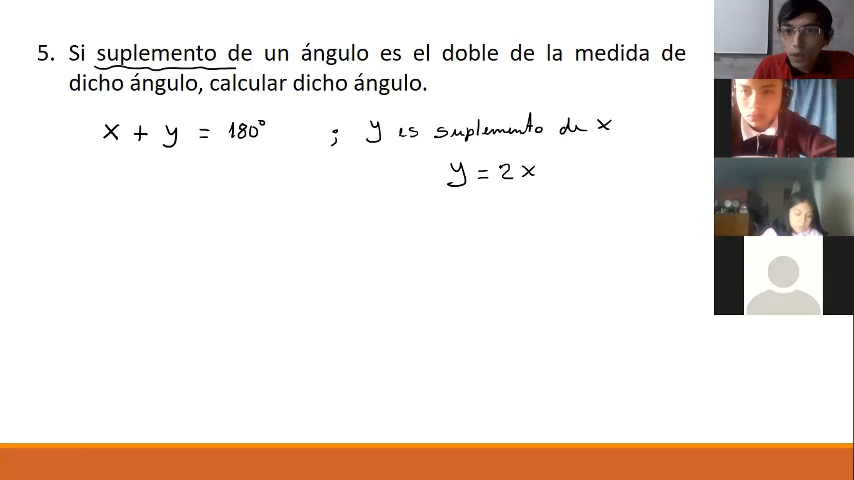 5. Si suplemento de un ángulo es el doble de la medida de
dicho ángulo, calcular dicho ángulo.
x + y = 180° ; y es suplemento de x
y = 2x